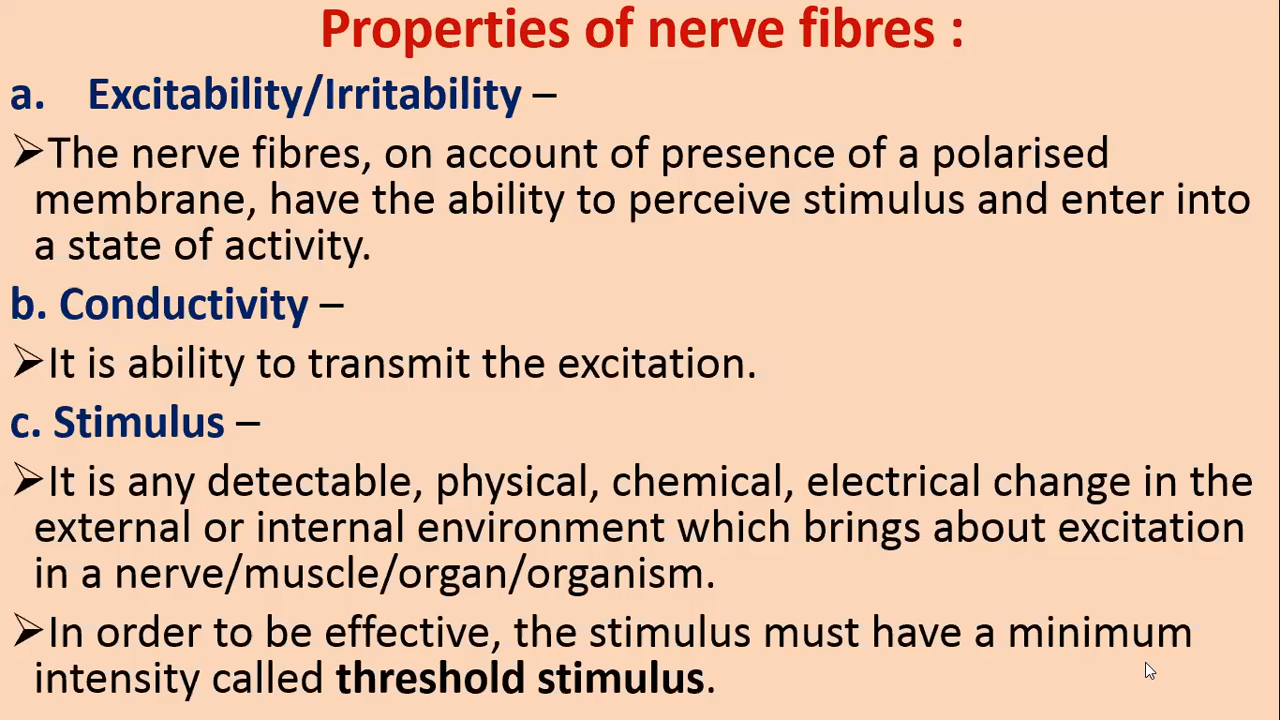 Properties of nerve fibres :
a. Excitability/Irritability –
➢The nerve fibres, on account of presence of a polarised
membrane, have the ability to perceive stimulus and enter into
a state of activity.
b. Conductivity –
➢It is ability to transmit the excitation.
c. Stimulus –
➢It is any detectable, physical, chemical, electrical change in the
external or internal environment which brings about excitation
in a nerve/muscle/organ/organism.
➢In order to be effective, the stimulus must have a minimum
intensity called threshold stimulus.